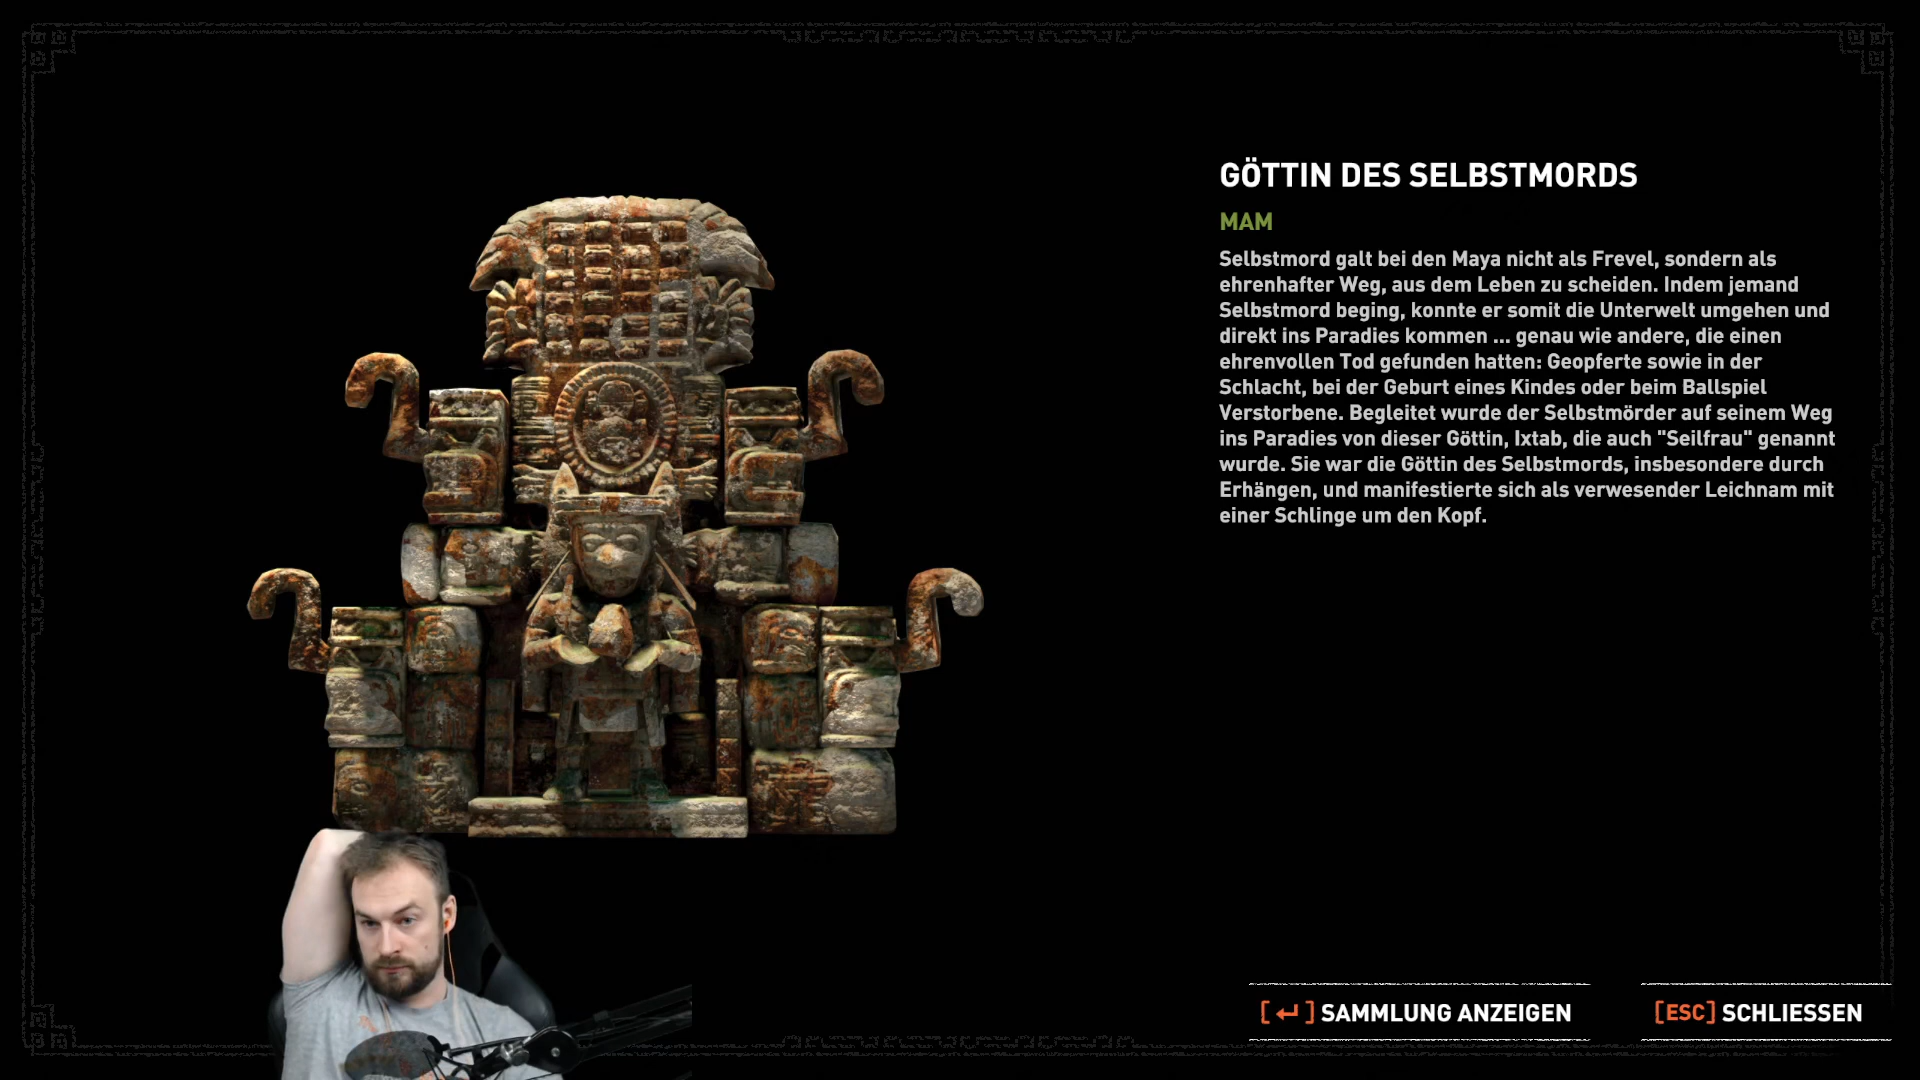 GÖTTIN DES SELBSTMORDS
MAM
Selbstmord galt bei den Maya nicht als Frevel, sondern als
ehrenhafter Weg, aus dem Leben zu scheiden. Indem jemand
Selbstmord beging, konnte er somit die Unterwelt umgehen und
direkt ins Paradies kommen ... genau wie andere, die einen
ehrenvollen Tod gefunden hatten: Geopferte sowie in der
Schlacht, bei der Geburt eines Kindes oder beim Ballspiel
Verstorbene. Begleitet wurde der Selbstmörder auf seinem Weg
ins Paradies von dieser Göttin, Ixtab, die auch "Seilfrau" genannt
wurde. Sie war die Göttin des Selbstmords, insbesondere durch
Erhängen, und manifestierte sich als verwesender Leichnam mit
einer Schlinge um den Kopf.
[↵] SAMMLUNG ANZEIGEN
[ESC] SCHLIESSEN